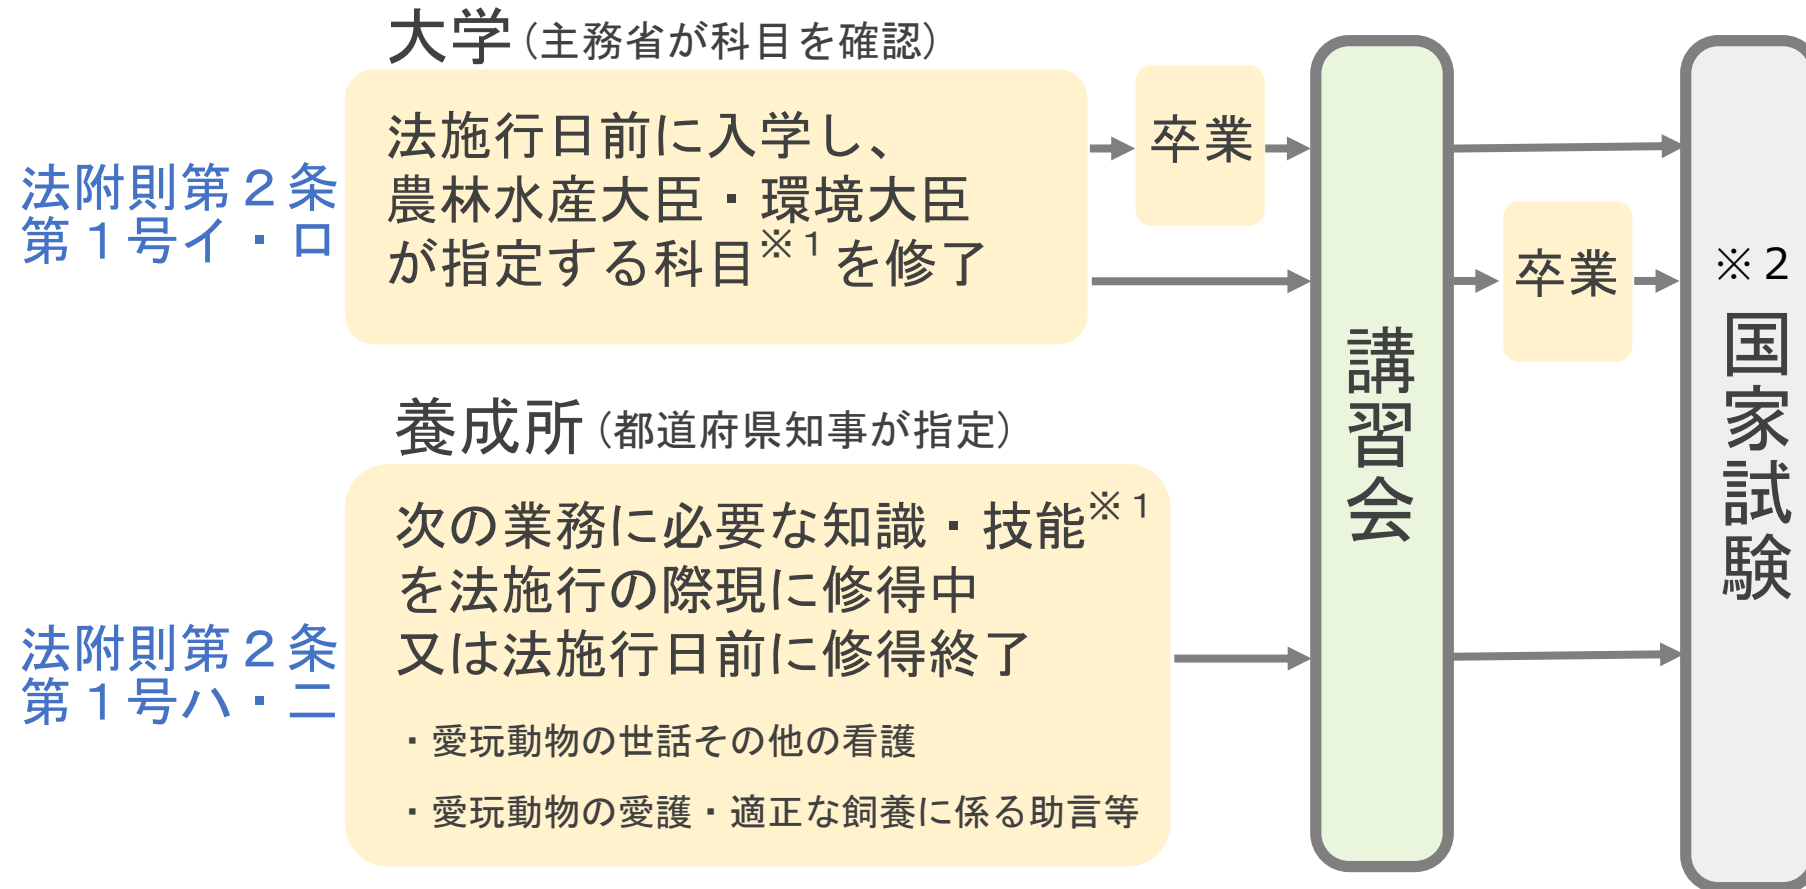 大学(主務省が科目を確認)
法附則第２条
第１号イ・ロ
法施行日前に入学し、
農林水産大臣・環境大臣
が指定する科目※１を修了
卒業
卒業
養成所(都道府県知事が指定)
法附則第２条
第１号ハ・ニ
次の業務に必要な知識・技能※１
を法施行の際現に修得中
又は法施行日前に修得終了
・愛玩動物の世話その他の看護
・愛玩動物の愛護・適正な飼養に係る助言等
講習会
※２
国家試験